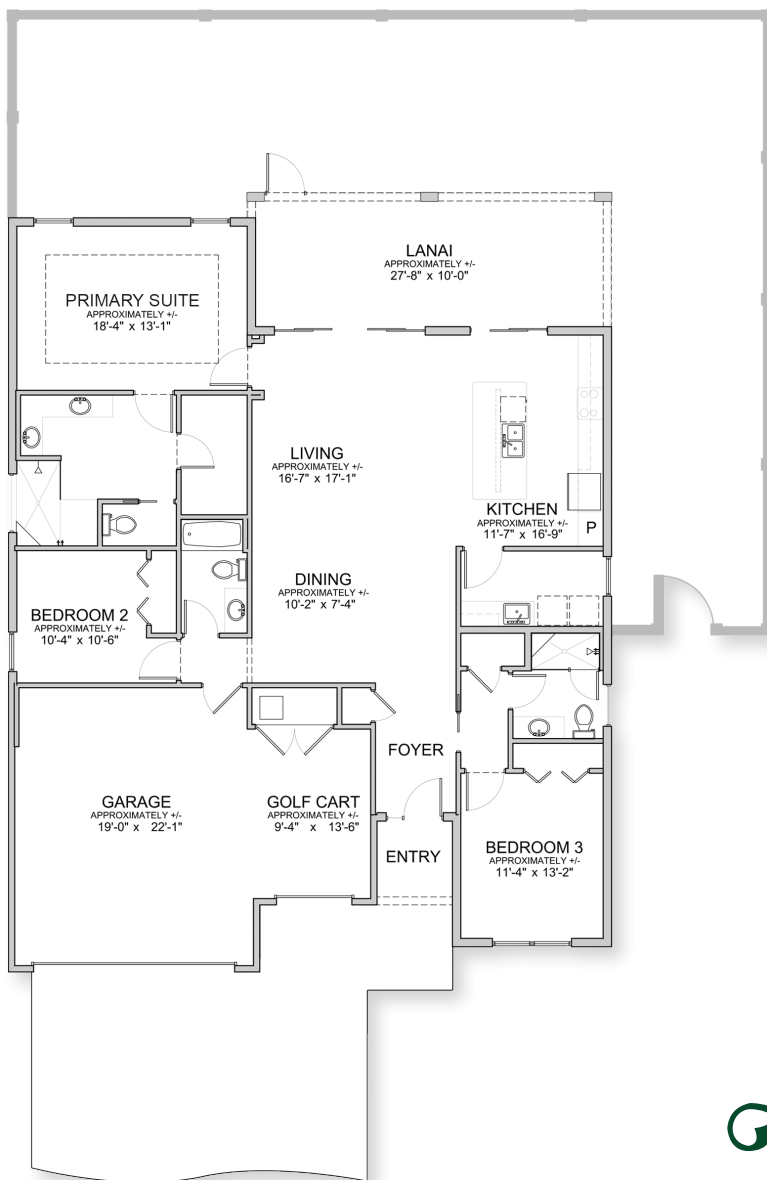 LANAI
APPROXIMATELY +/-
27'-8" x 10'-0"
PRIMARY SUITE
APPROXIMATELY +/-
18'-4" x 13'-1"
LIVING
APPROXIMATELY +/-
16'-7" x 17'-1"
KITCHEN
APPROXIMATELY +/-
11'-7" x 16'-9"
P
DINING
APPROXIMATELY +/-
10'-2" x 7'-4"
BEDROOM 2
APPROXIMATELY +/-
10'-4" x 10'-6"
FOYER
GARAGE
APPROXIMATELY +/-
19'-0" x 22'-1"
GOLF CART
APPROXIMATELY +/-
9'-4" x 13'-6"
ENTRY
BEDROOM 3
APPROXIMATELY +/-
11'-4" x 13'-2"